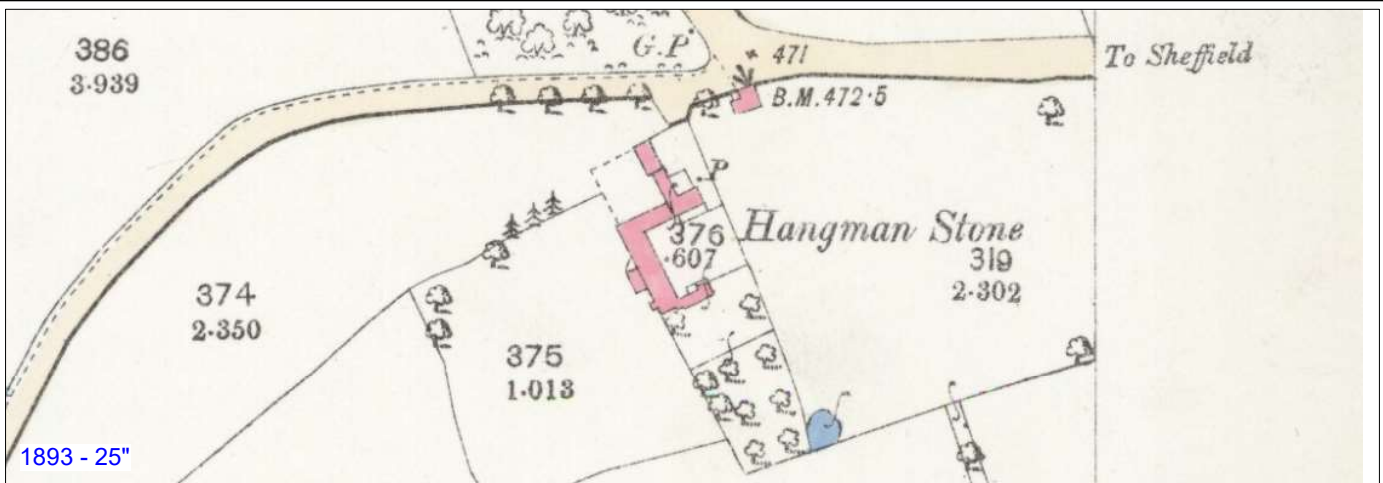 386
3·939
G.P.
471
To Sheffield
B.M.472·5
P
Hangman Stone
376
·607
319
2·302
374
2·350
375
1·013
1893 - 25"